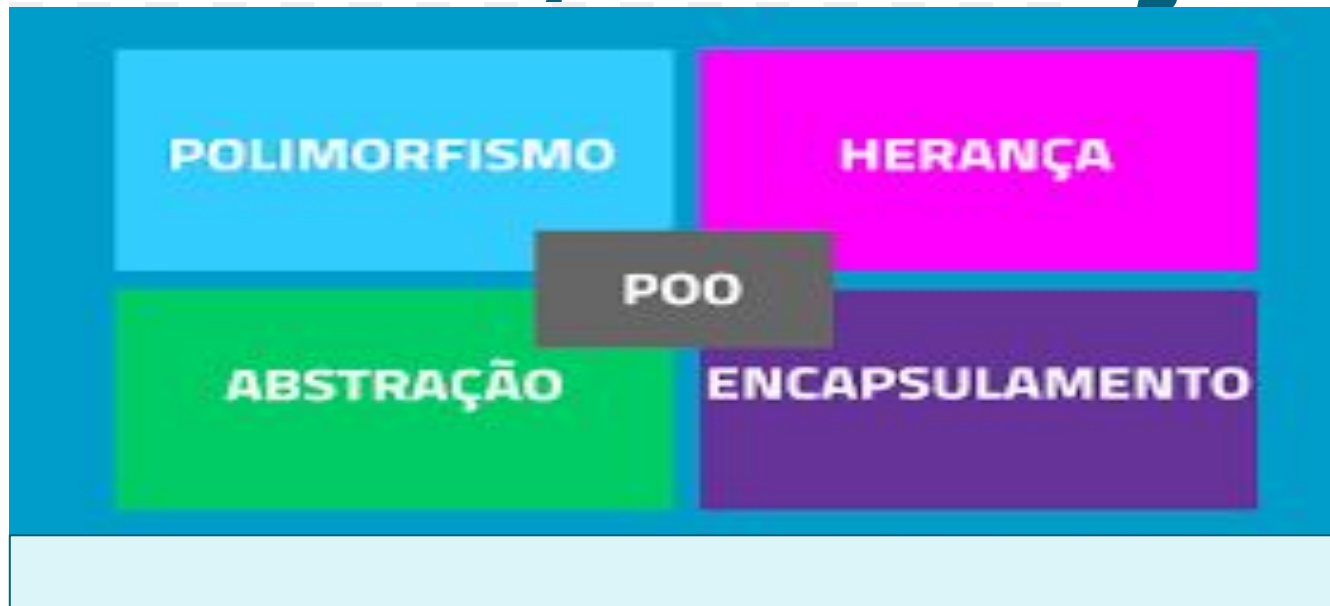 POLIMORFISMO
HERANÇA
POO
ABSTRAÇÃO
ENCAPSULAMENTO